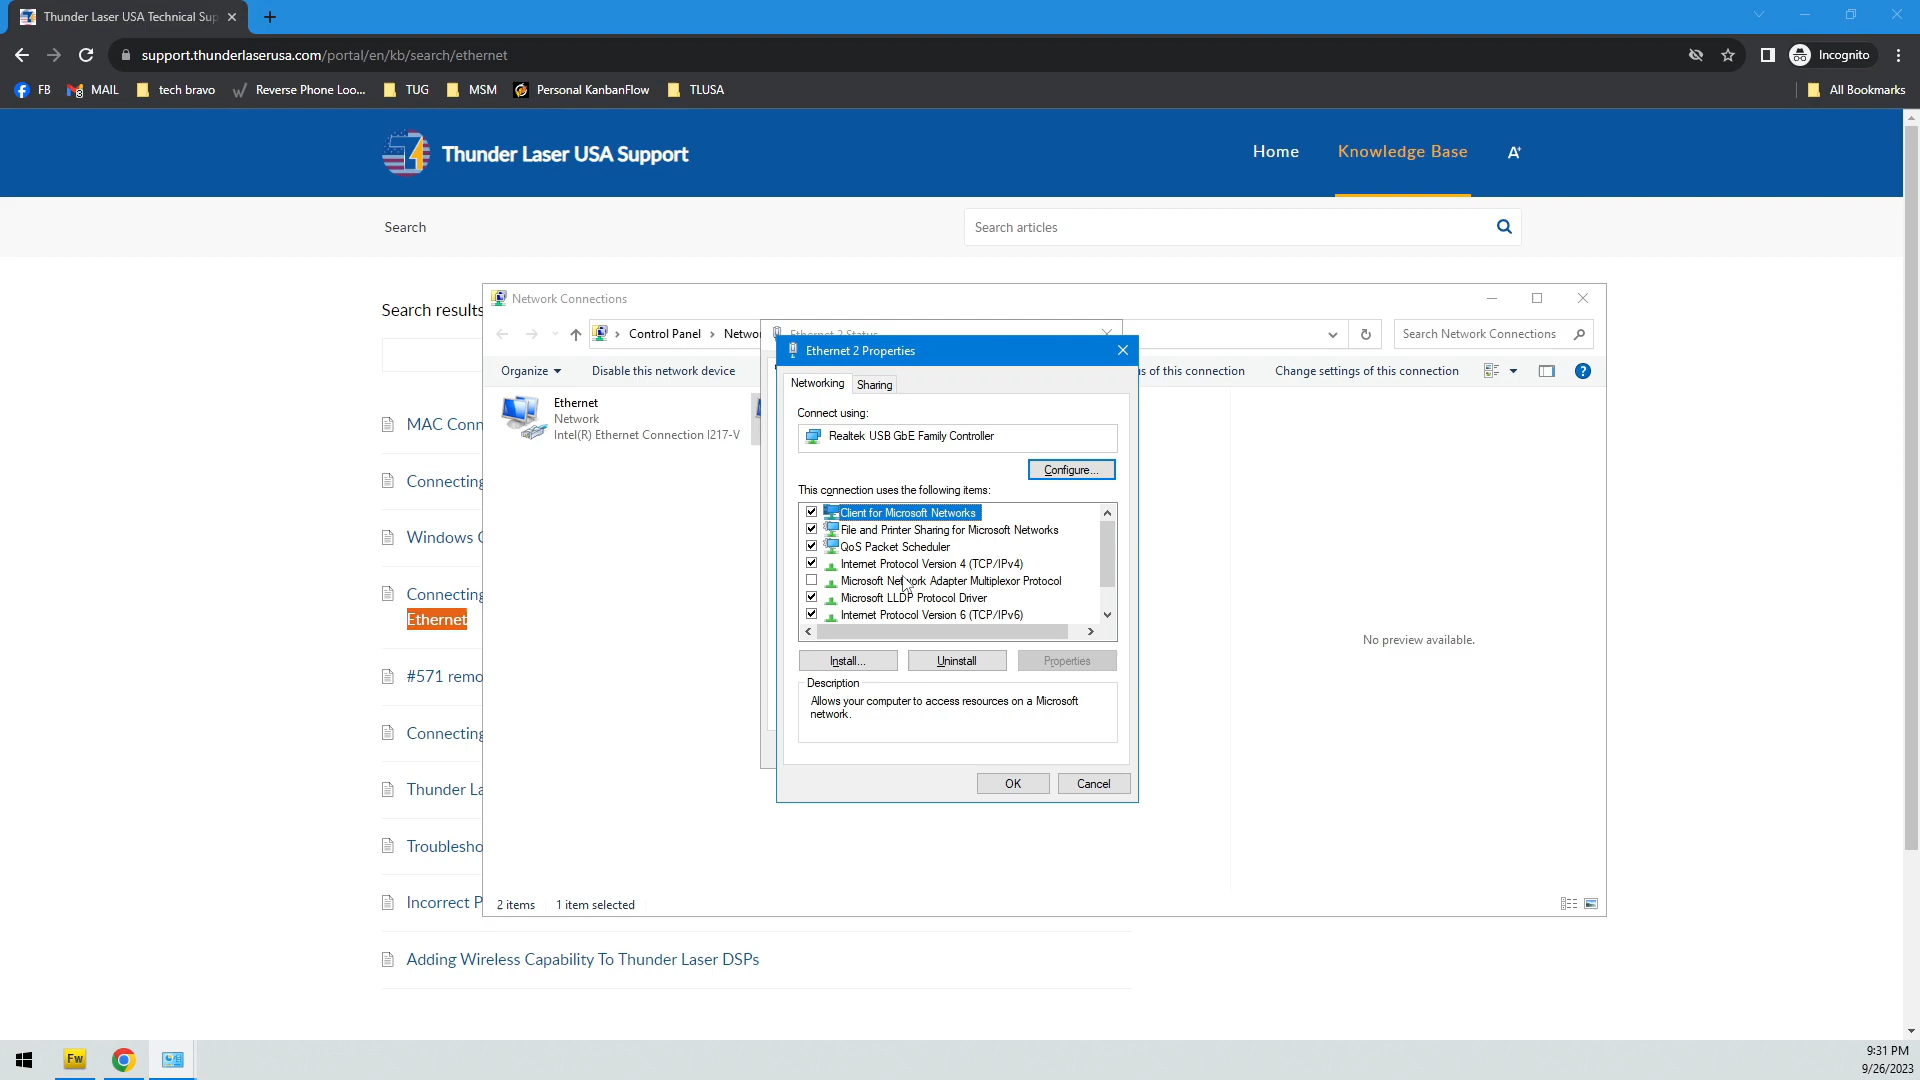 Thunder Laser USA Technical Sup
support.thunderlaserusa.com/portal/en/kb/search/ethernet
Incognito
FB
MAIL
tech bravo
Reverse Phone Loo...
TUG
MSM
Personal KanbanFlow
TLUSA
All Bookmarks
Thunder Laser USA Support
Home
Knowledge Base
A+
Search
Search articles
Search results
Network Connections
Control Panel
Netwo
Search Network Connections
Organize
Disable this network device
us of this connection
Change settings of this connection
Ethernet
Network
Intel(R) Ethernet Connection I217-V
Ethernet 2 Status
Ethernet 2 Properties
Networking
Sharing
Connect using:
Realtek USB GbE Family Controller
Configure...
This connection uses the following items:
Client for Microsoft Networks
File and Printer Sharing for Microsoft Networks
QoS Packet Scheduler
Internet Protocol Version 4 (TCP/IPv4)
Microsoft Network Adapter Multiplexor Protocol
Microsoft LLDP Protocol Driver
Internet Protocol Version 6 (TCP/IPv6)
Install...
Uninstall
Properties
Description
Allows your computer to access resources on a Microsoft
network.
OK
Cancel
No preview available.
2 items
1 item selected
MAC Conn
Connecting
Windows
Connecting
Ethernet
#571 remo
Connecting
Thunder La
Troublesho
Incorrect P
Adding Wireless Capability To Thunder Laser DSPs
Fw
9:31 PM
9/26/2023